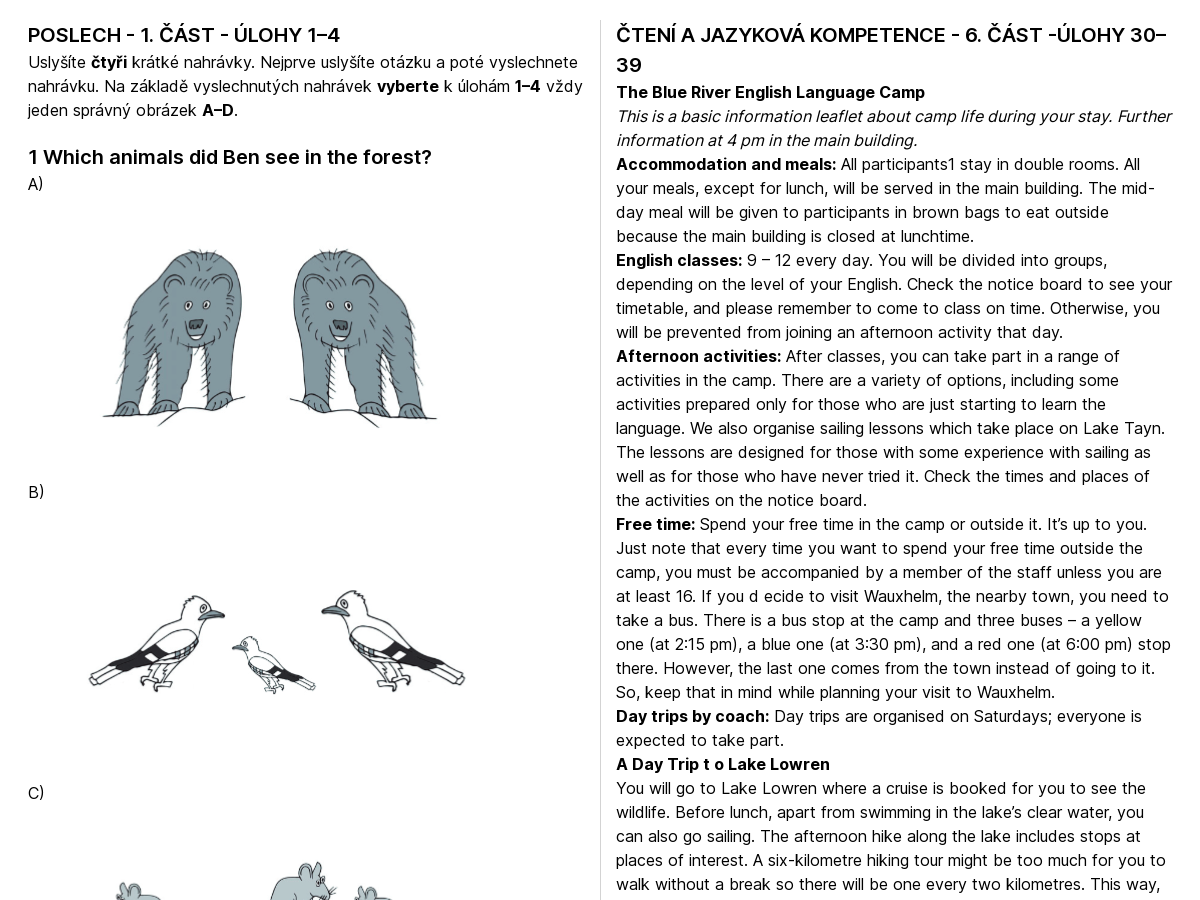 POSLECH - 1. ČÁST - ÚLOHY 1–4
Uslyšíte čtyři krátké nahrávky. Nejprve uslyšíte otázku a poté vyslechnete
nahrávku. Na základě vyslechnutých nahrávek vyberte k úlohám 1–4 vždy
jeden správný obrázek A–D.
1 Which animals did Ben see in the forest?
A)
B)
C)
ČTENÍ A JAZYKOVÁ KOMPETENCE - 6. ČÁST -ÚLOHY 30–
39
The Blue River English Language Camp
This is a basic information leaflet about camp life during your stay. Further
information at 4 pm in the main building.
Accommodation and meals: All participants1 stay in double rooms. All
your meals, except for lunch, will be served in the main building. The mid-
day meal will be given to participants in brown bags to eat outside
because the main building is closed at lunchtime.
English classes: 9 – 12 every day. You will be divided into groups,
depending on the level of your English. Check the notice board to see your
timetable, and please remember to come to class on time. Otherwise, you
will be prevented from joining an afternoon activity that day.
Afternoon activities: After classes, you can take part in a range of
activities in the camp. There are a variety of options, including some
activities prepared only for those who are just starting to learn the
language. We also organise sailing lessons which take place on Lake Tayn.
The lessons are designed for those with some experience with sailing as
well as for those who have never tried it. Check the times and places of
the activities on the notice board.
Free time: Spend your free time in the camp or outside it. It’s up to you.
Just note that every time you want to spend your free time outside the
camp, you must be accompanied by a member of the staff unless you are
at least 16. If you d ecide to visit Wauxhelm, the nearby town, you need to
take a bus. There is a bus stop at the camp and three buses – a yellow
one (at 2:15 pm), a blue one (at 3:30 pm), and a red one (at 6:00 pm) stop
there. However, the last one comes from the town instead of going to it.
So, keep that in mind while planning your visit to Wauxhelm.
Day trips by coach: Day trips are organised on Saturdays; everyone is
expected to take part.
A Day Trip t o Lake Lowren
You will go to Lake Lowren where a cruise is booked for you to see the
wildlife. Before lunch, apart from swimming in the lake’s clear water, you
can also go sailing. The afternoon hike along the lake includes stops at
places of interest. A six-kilometre hiking tour might be too much for you to
walk without a break so there will be one every two kilometres. This way,